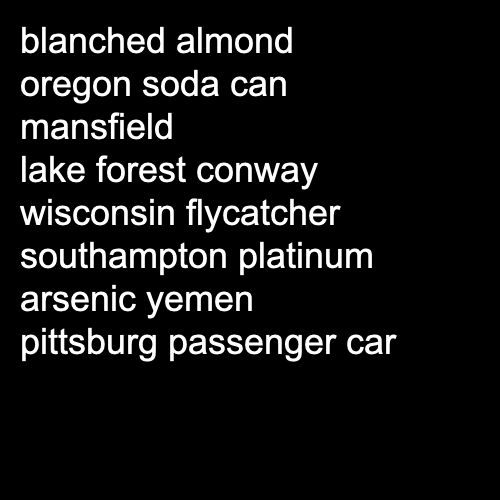 blanched almond
oregon soda can
mansfield
lake forest conway
wisconsin flycatcher
southampton platinum
arsenic yemen
pittsburg passenger car